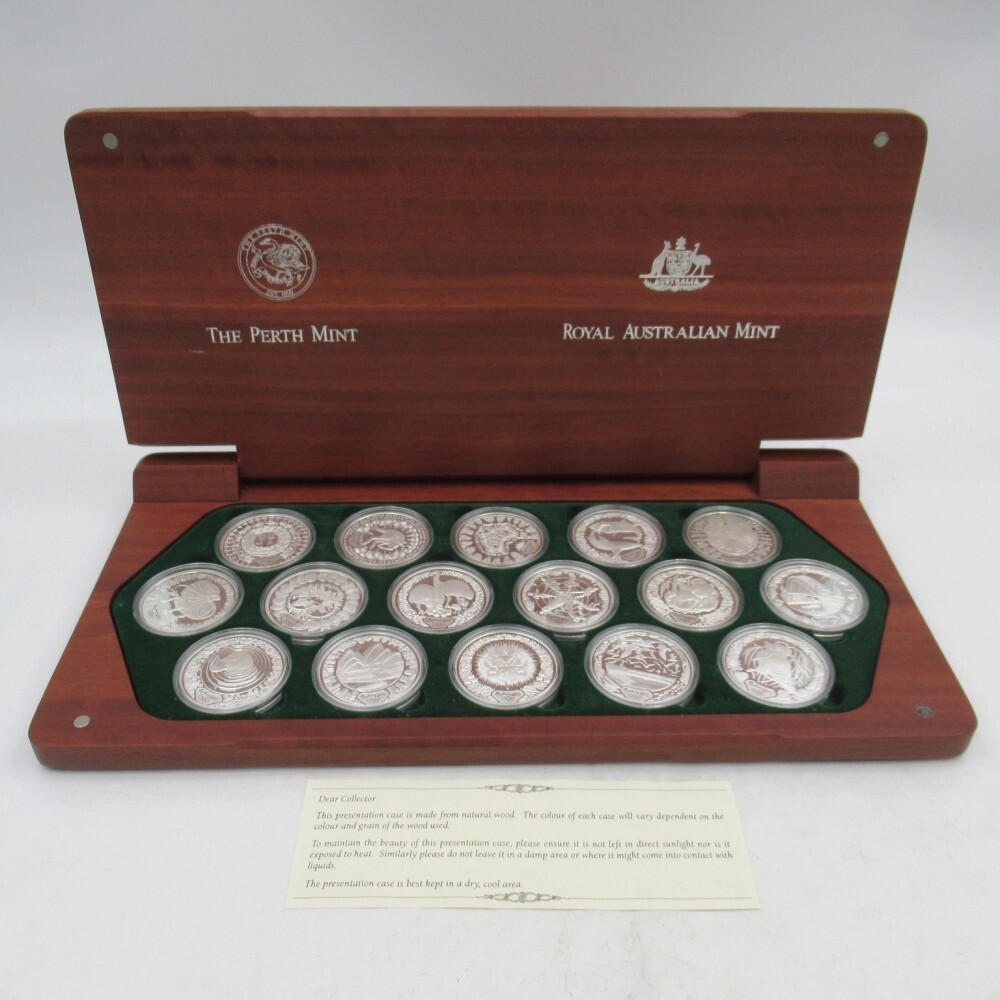 THE PERTH MINT
THE PERTH MINT
AUSTRALIA
ROYAL AUSTRALIAN MINT
Dear Collector
This presentation case is made from natural wood. The colour of each case will vary dependent on the
colour and grain of the wood used.
To maintain the beauty of this presentation case, please ensure it is not left in direct sunlight nor is it
exposed to heat. Similarly please do not leave it in a damp area or where it might come into contact with
liquids.
The presentation case is best kept in a dry, cool area.